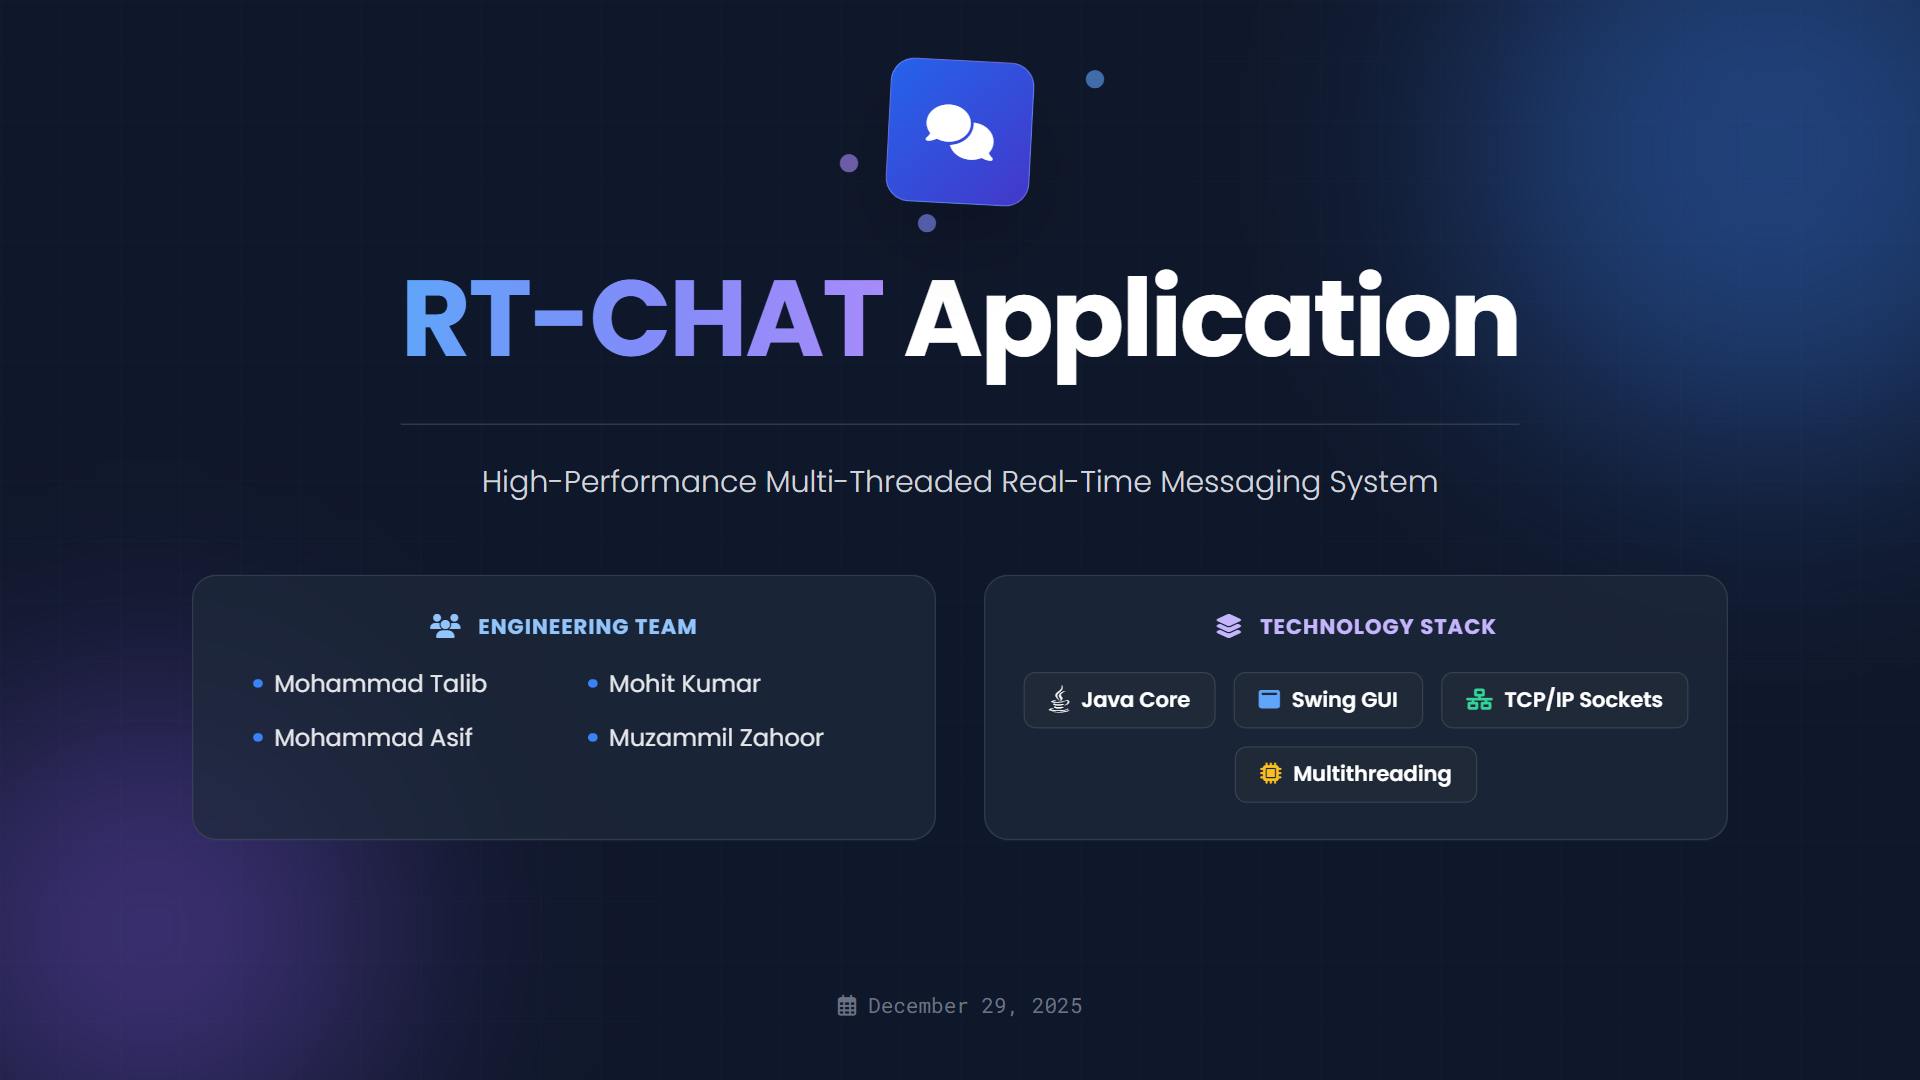 RT-CHAT Application
High-Performance Multi-Threaded Real-Time Messaging System
ENGINEERING TEAM
Mohammad Talib
Mohit Kumar
Mohammad Asif
Muzammil Zahoor
TECHNOLOGY STACK
Java Core
Swing GUI
TCP/IP Sockets
Multithreading
December 29, 2025